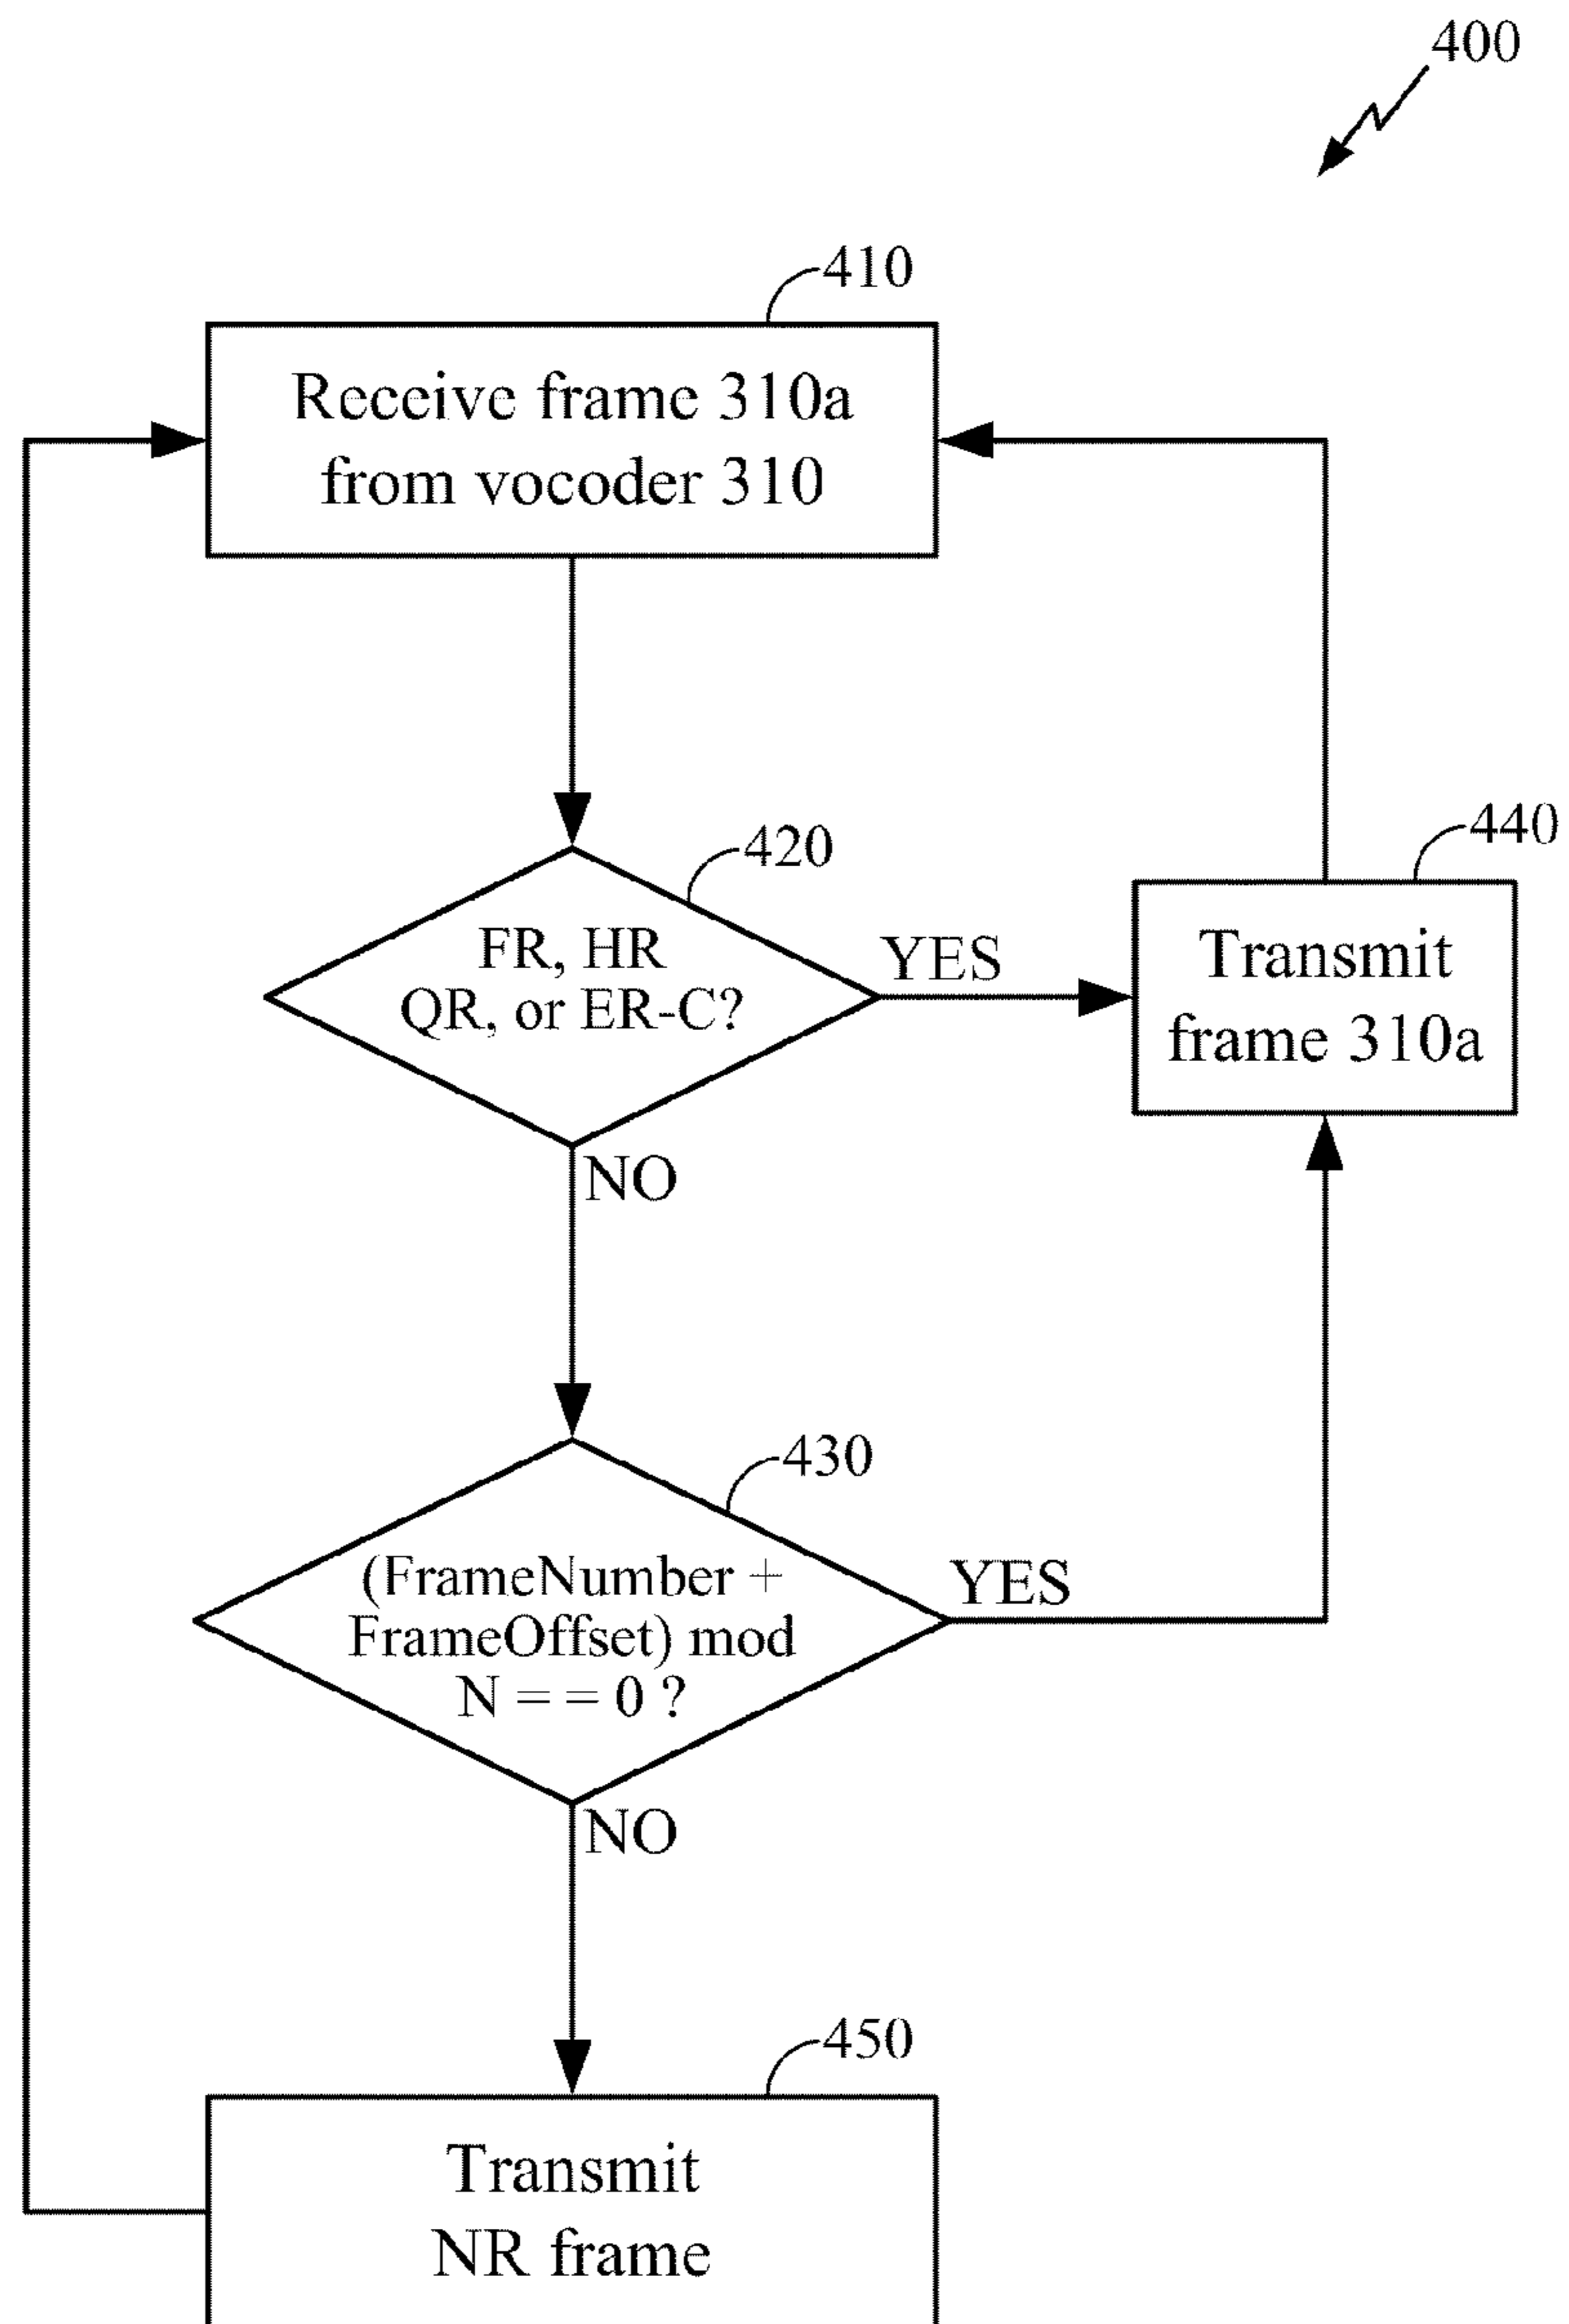 400
410
Receive frame 310a
from vocoder 310
420
440
FR, HR
QR, or ER-C?
YES
Transmit
frame 310a
NO
430
(FrameNumber +
FrameOffset) mod
N = = 0 ?
YES
NO
450
Transmit
NR frame